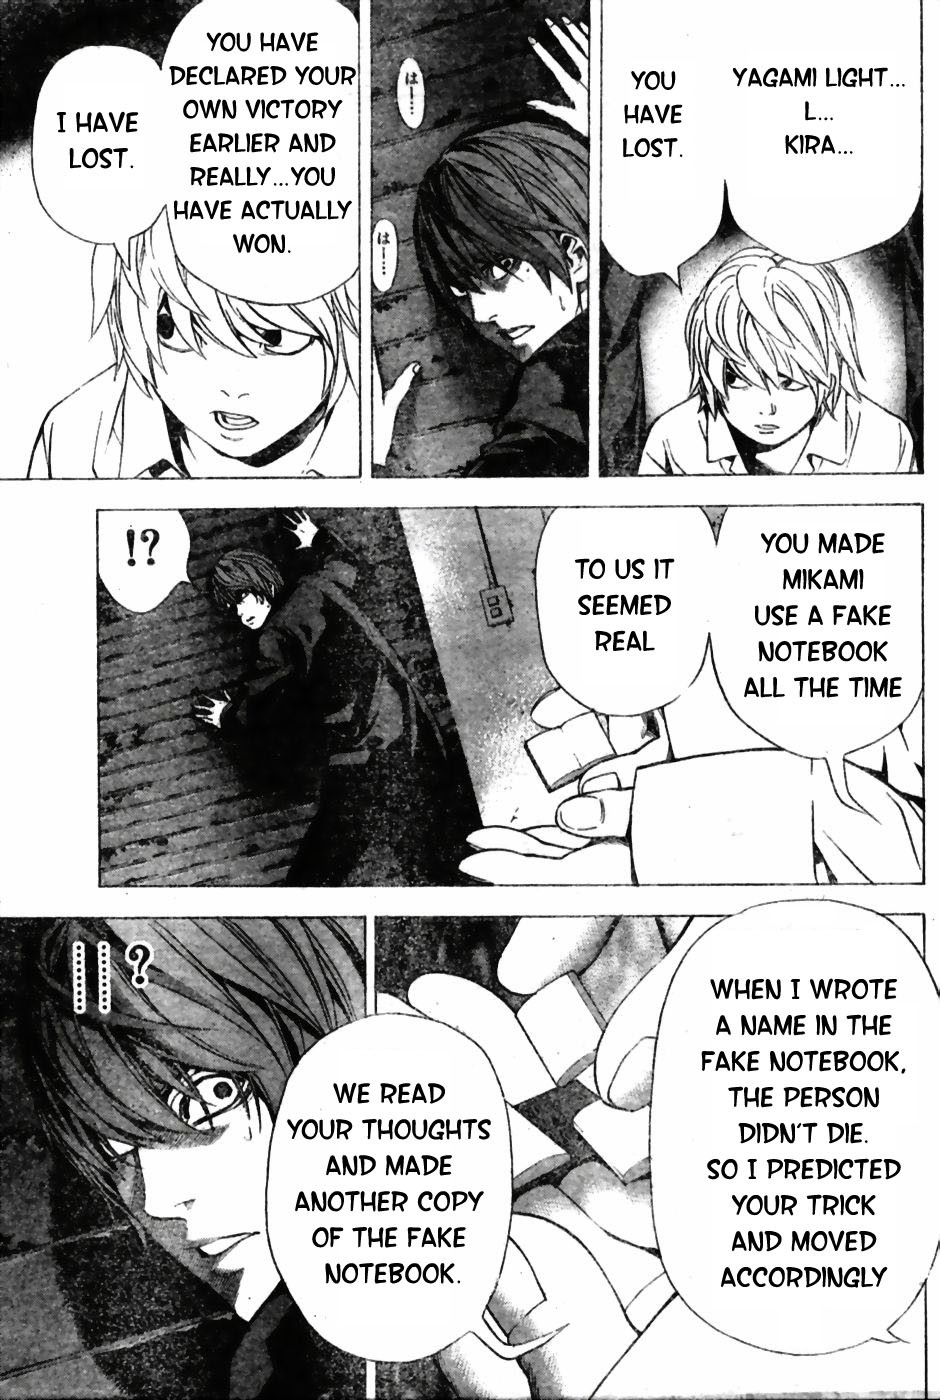 YAGAMI LIGHT...
L...
KIRA...
YOU
HAVE
LOST.
はー…
はー…
YOU HAVE
DECLARED YOUR
OWN VICTORY
EARLIER AND
REALLY...YOU
HAVE ACTUALLY
WON.
I HAVE
LOST.
YOU MADE
MIKAMI
USE A FAKE
NOTEBOOK
ALL THE TIME
TO US IT
SEEMED
REAL
!?
WHEN I WROTE
A NAME IN THE
FAKE NOTEBOOK,
THE PERSON
DIDN'T DIE.
SO I PREDICTED
YOUR TRICK
AND MOVED
ACCORDINGLY
WE READ
YOUR THOUGHTS
AND MADE
ANOTHER COPY
OF THE FAKE
NOTEBOOK.
?